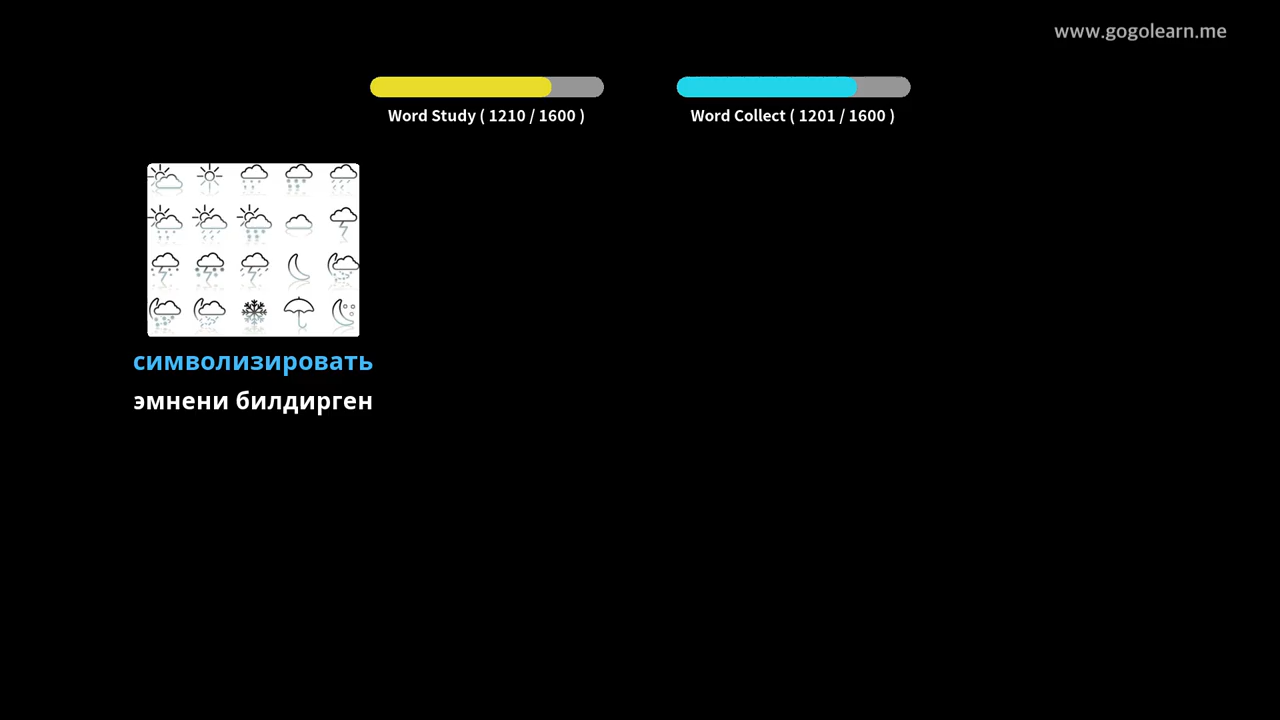 www.gogolearn.me
Word Study ( 1210 / 1600 )
Word Collect ( 1201 / 1600 )
символизировать
эмнени билдирген